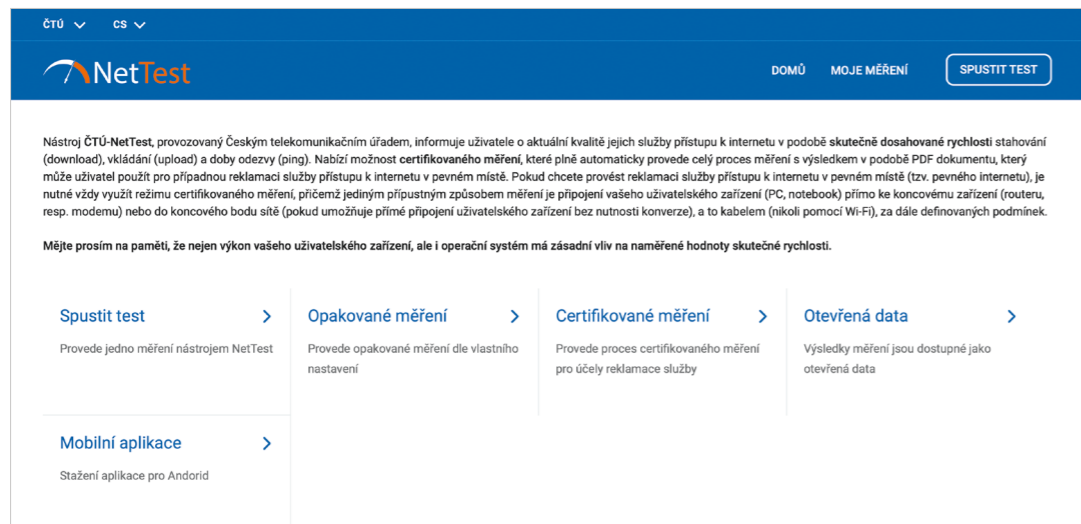 ČTÚ CS
NetTest
DOMŮ MOJE MĚŘENÍ SPUSTIT TEST
Nástroj ČTÚ-NetTest, provozovaný Českým telekomunikačním úřadem, informuje uživatele o aktuální kvalitě jejich služby přístupu k internetu v podobě skutečně dosahované rychlosti stahování
(download), vkládání (upload) a doby odezvy (ping). Nabízí možnost certifikovaného měření, které plně automaticky provede celý proces měření s výsledkem v podobě PDF dokumentu, který
může uživatel použít pro případnou reklamaci služby přístupu k internetu v pevném místě. Pokud chcete provést reklamaci služby přístupu k internetu v pevném místě (tzv. pevného internetu), je
nutné vždy využít režimu certifikovaného měření, přičemž jediným přípustným způsobem měření je připojení vašeho uživatelského zařízení (PC, notebook) přímo ke koncovému zařízení (routeru,
resp. modemu) nebo do koncového bodu sítě (pokud umožňuje přímé připojení uživatelského zařízení bez nutnosti konverze), a to kabelem (nikoli pomocí Wi-Fi), za dále definovaných podmínek.
Mějte prosím na paměti, že nejen výkon vašeho uživatelského zařízení, ale i operační systém má zásadní vliv na naměřené hodnoty skutečné rychlosti.
Spustit test
Provede jedno měření nástrojem NetTest
Opakované měření
Provede opakované měření dle vlastního
nastavení
Certifikované měření
Provede proces certifikovaného měření
pro účely reklamace služby
Otevřená data
Výsledky měření jsou dostupné jako
otevřená data
Mobilní aplikace
Stažení aplikace pro Andorid